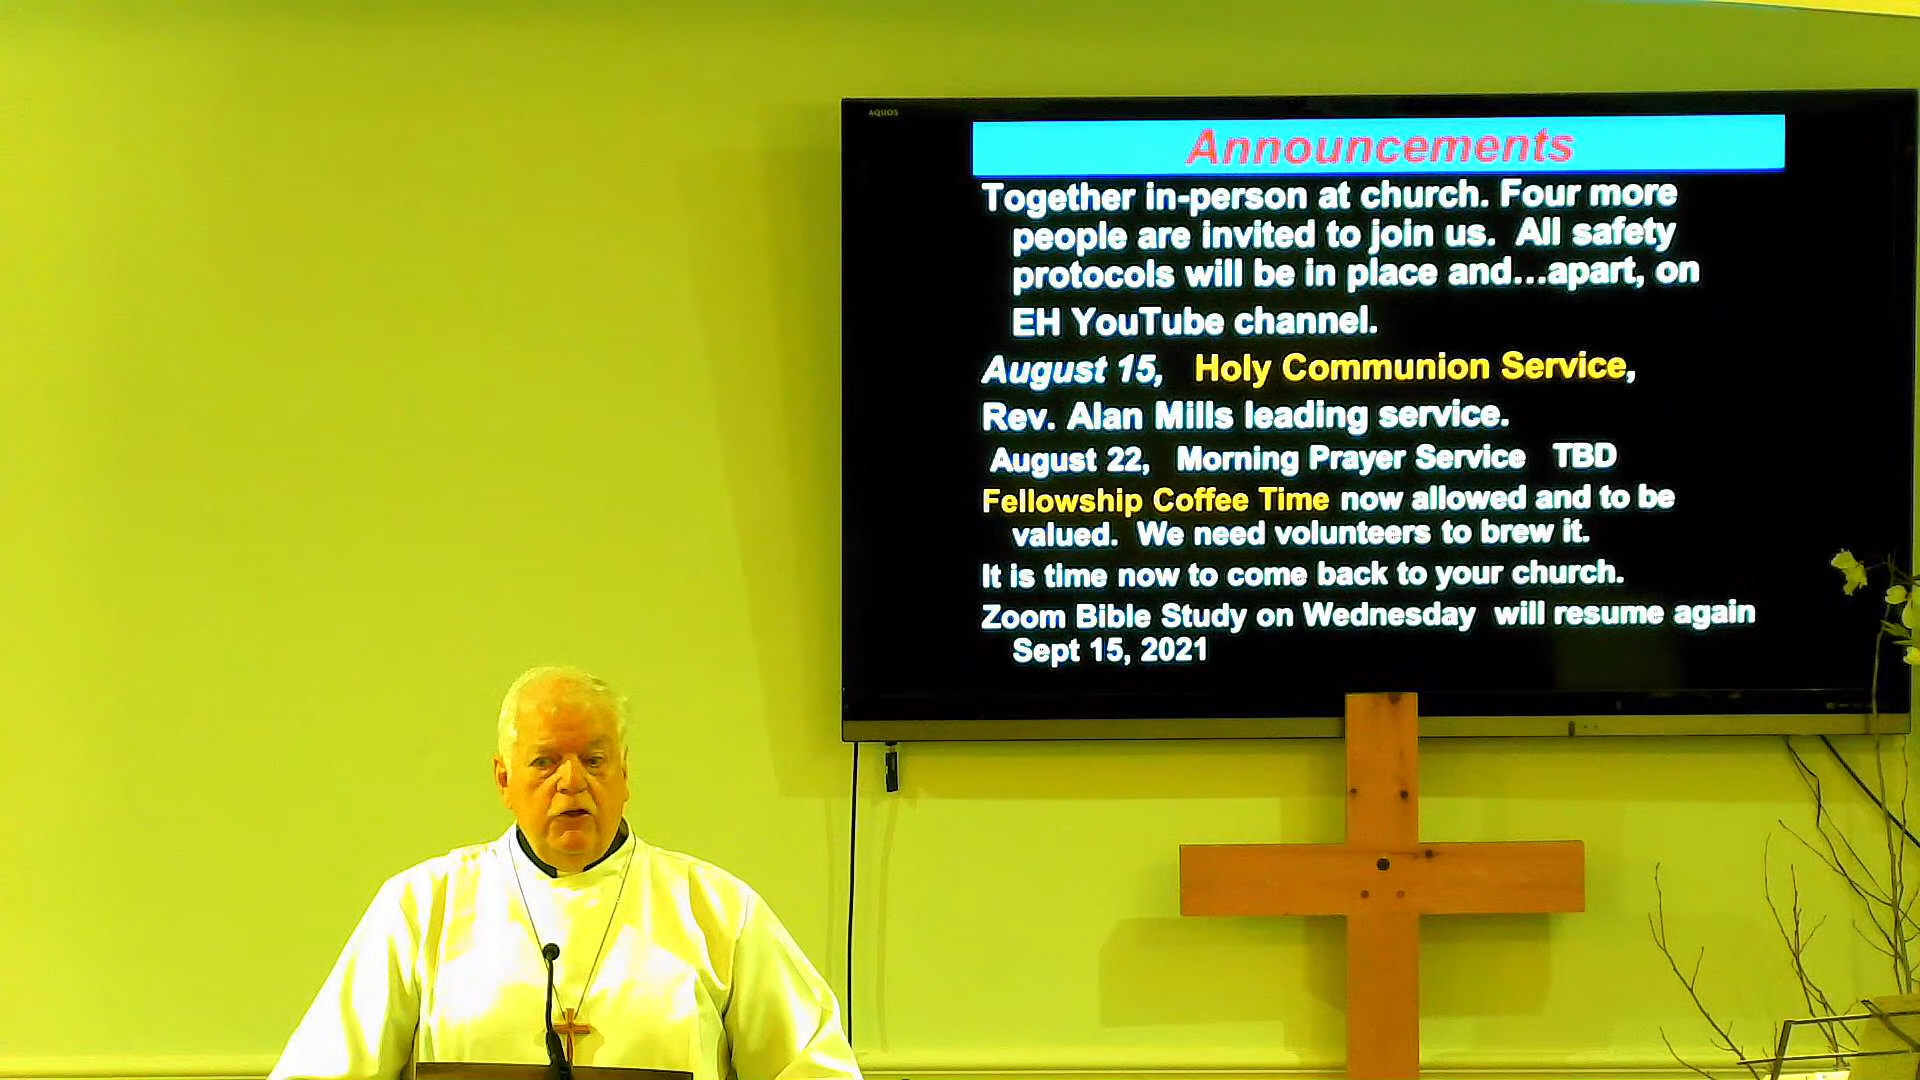 AQUOS
Announcements
Together in-person at church. Four more
people are invited to join us. All safety
protocols will be in place and...apart, on
EH YouTube channel.
August 15, Holy Communion Service,
Rev. Alan Mills leading service.
August 22, Morning Prayer Service TBD
Fellowship Coffee Time now allowed and to be
valued. We need volunteers to brew it.
It is time now to come back to your church.
Zoom Bible Study on Wednesday will resume again
Sept 15, 2021